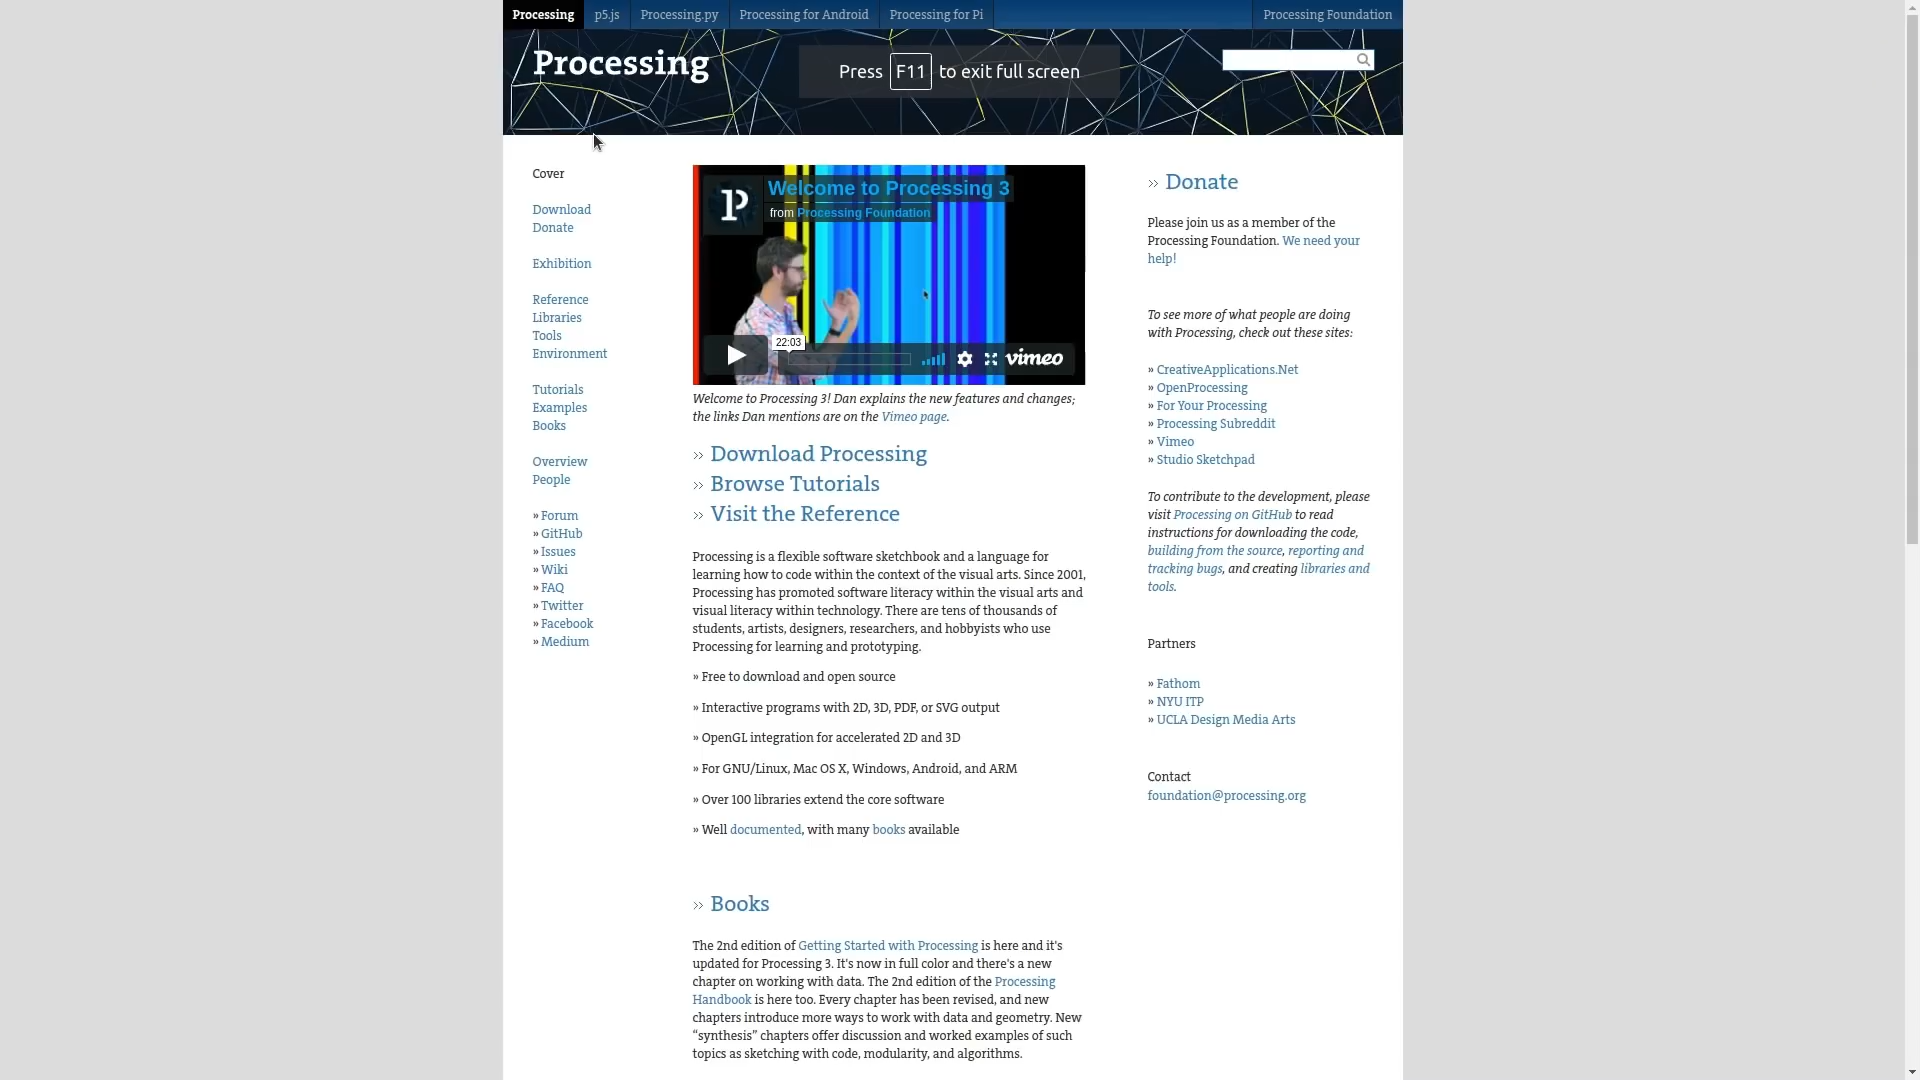 Processing
p5.js
Processing.py
Processing for Android
Processing for Pi
Processing Foundation
Processing
Press F11 to exit full screen
Cover
Download
Donate
Exhibition
Reference
Libraries
Tools
Environment
Tutorials
Examples
Books
Overview
People
» Forum
» GitHub
» Issues
» Wiki
» FAQ
» Twitter
» Facebook
» Medium
P
Welcome to Processing 3
from Processing Foundation
22:03
vimeo
Welcome to Processing 3! Dan explains the new features and changes;
the links Dan mentions are on the Vimeo page.
» Download Processing
» Browse Tutorials
» Visit the Reference
Processing is a flexible software sketchbook and a language for
learning how to code within the context of the visual arts. Since 2001,
Processing has promoted software literacy within the visual arts and
visual literacy within technology. There are tens of thousands of
students, artists, designers, researchers, and hobbyists who use
Processing for learning and prototyping.
» Free to download and open source
» Interactive programs with 2D, 3D, PDF, or SVG output
» OpenGL integration for accelerated 2D and 3D
» For GNU/Linux, Mac OS X, Windows, Android, and ARM
» Over 100 libraries extend the core software
» Well documented, with many books available
» Books
The 2nd edition of Getting Started with Processing is here and it's
updated for Processing 3. It's now in full color and there's a new
chapter on working with data. The 2nd edition of the Processing
Handbook is here too. Every chapter has been revised, and new
chapters introduce more ways to work with data and geometry. New
“synthesis” chapters offer discussion and worked examples of such
topics as sketching with code, modularity, and algorithms.
» Donate
Please join us as a member of the
Processing Foundation. We need your
help!
To see more of what people are doing
with Processing, check out these sites:
» CreativeApplications.Net
» OpenProcessing
» For Your Processing
» Processing Subreddit
» Vimeo
» Studio Sketchpad
To contribute to the development, please
visit Processing on GitHub to read
instructions for downloading the code,
building from the source, reporting and
tracking bugs, and creating libraries and
tools.
Partners
» Fathom
» NYU ITP
» UCLA Design Media Arts
Contact
foundation@processing.org